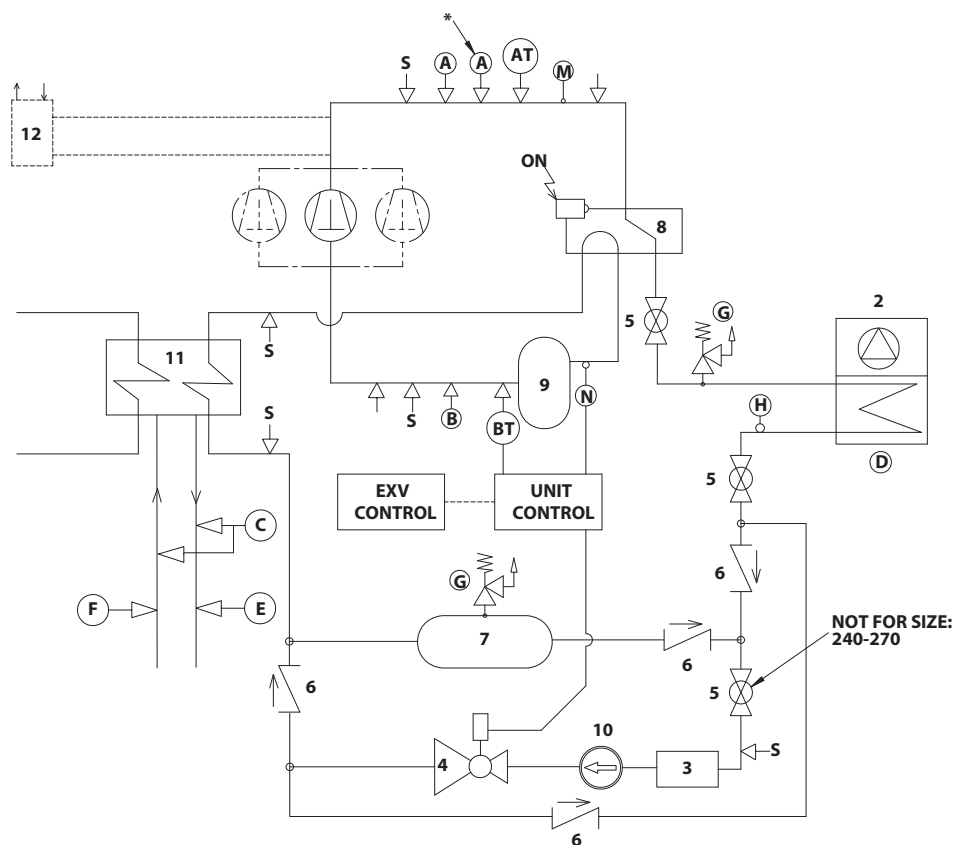 *
S
A
A
AT
M
12
ON
8
5
G
2
11
S
9
N
H
S
B
BT
S
D
5
EXV
CONTROL
UNIT
CONTROL
C
6
G
F
E
7
NOT FOR SIZE:
240-270
6
6
5
10
4
3
S
6